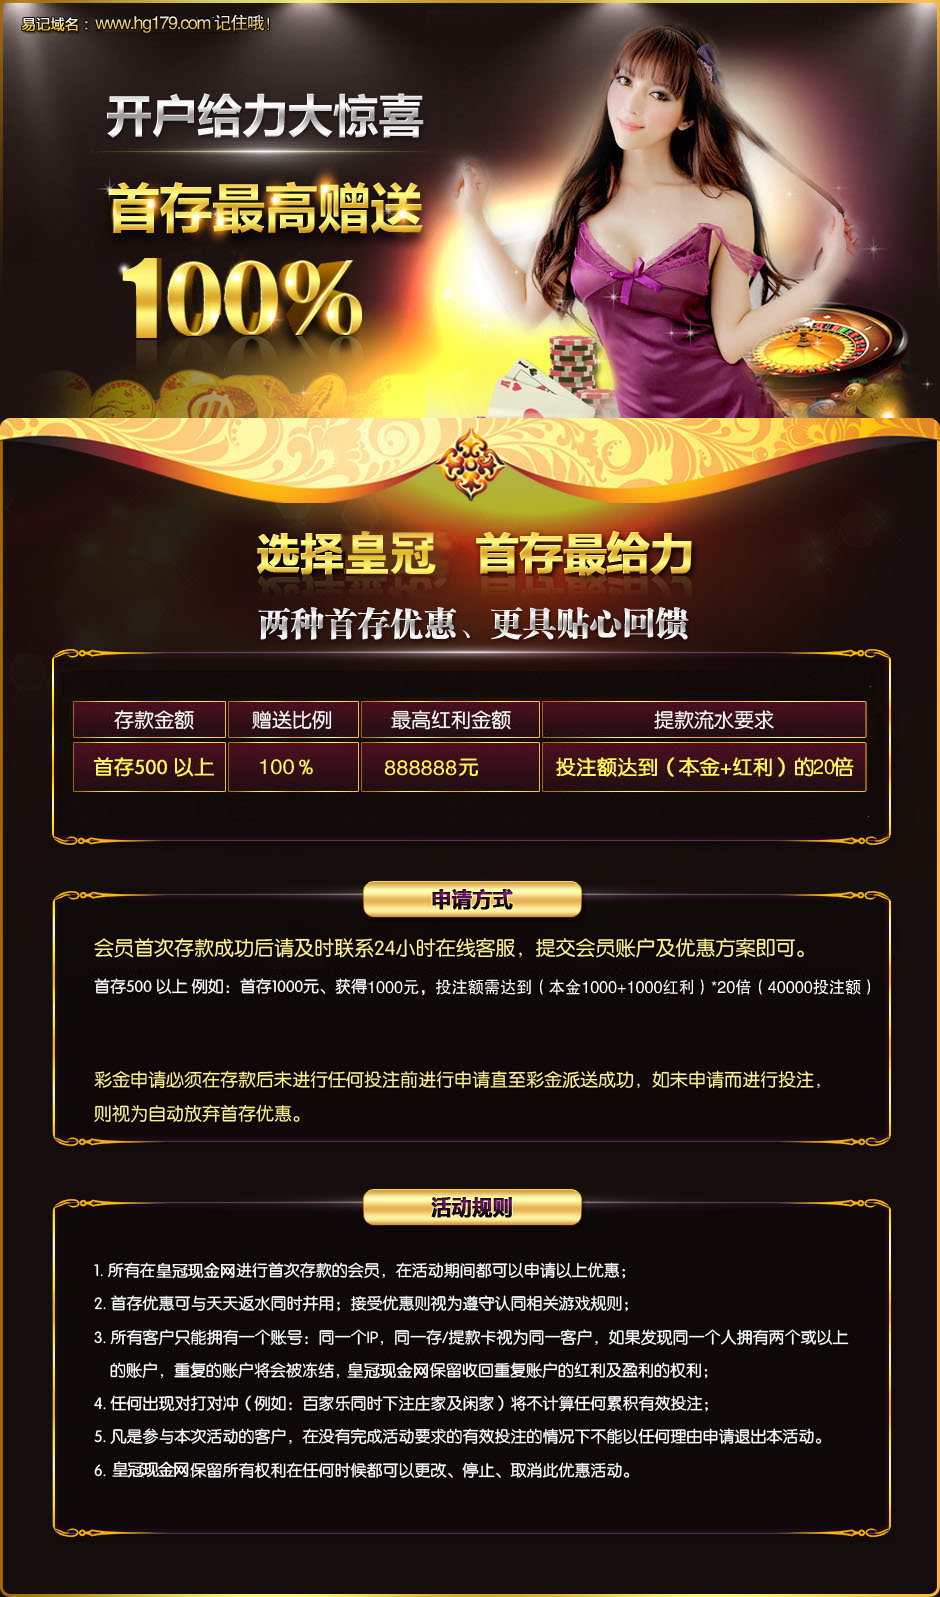 易记域名：www.hg179.com 记住哦!
开户给力大惊喜
首存最高赠送
100%
选择皇冠 首存最给力
两种首存优惠、更具贴心回馈
存款金额 赠送比例 最高红利金额 提款流水要求
首存500 以上 100% 888888元 投注额达到（本金+红利）的20倍
申请方式
会员首次存款成功后请及时联系24小时在线客服，提交会员账户及优惠方案即可。
首存500 以上 例如：首存1000元、获得1000元，投注额需达到（本金1000+1000红利）*20倍（40000投注额）
彩金申请必须在存款后未进行任何投注前进行申请直至彩金派送成功，如未申请而进行投注，
则视为自动放弃首存优惠。
活动规则
1. 所有在皇冠现金网进行首次存款的会员，在活动期间都可以申请以上优惠；
2. 首存优惠可与天天返水同时并用；接受优惠则视为遵守认同相关游戏规则；
3. 所有客户只能拥有一个账号：同一个IP，同一存/提款卡视为同一客户，如果发现同一个人拥有两个或以上
的账户，重复的账户将会被冻结，皇冠现金网保留收回重复账户的红利及盈利的权利；
4. 任何出现对打对冲（例如：百家乐同时下注庄家及闲家）将不计算任何累积有效投注；
5. 凡是参与本次活动的客户，在没有完成活动要求的有效投注的情况下不能以任何理由申请退出本活动。
6. 皇冠现金网保留所有权利在任何时候都可以更改、停止、取消此优惠活动。